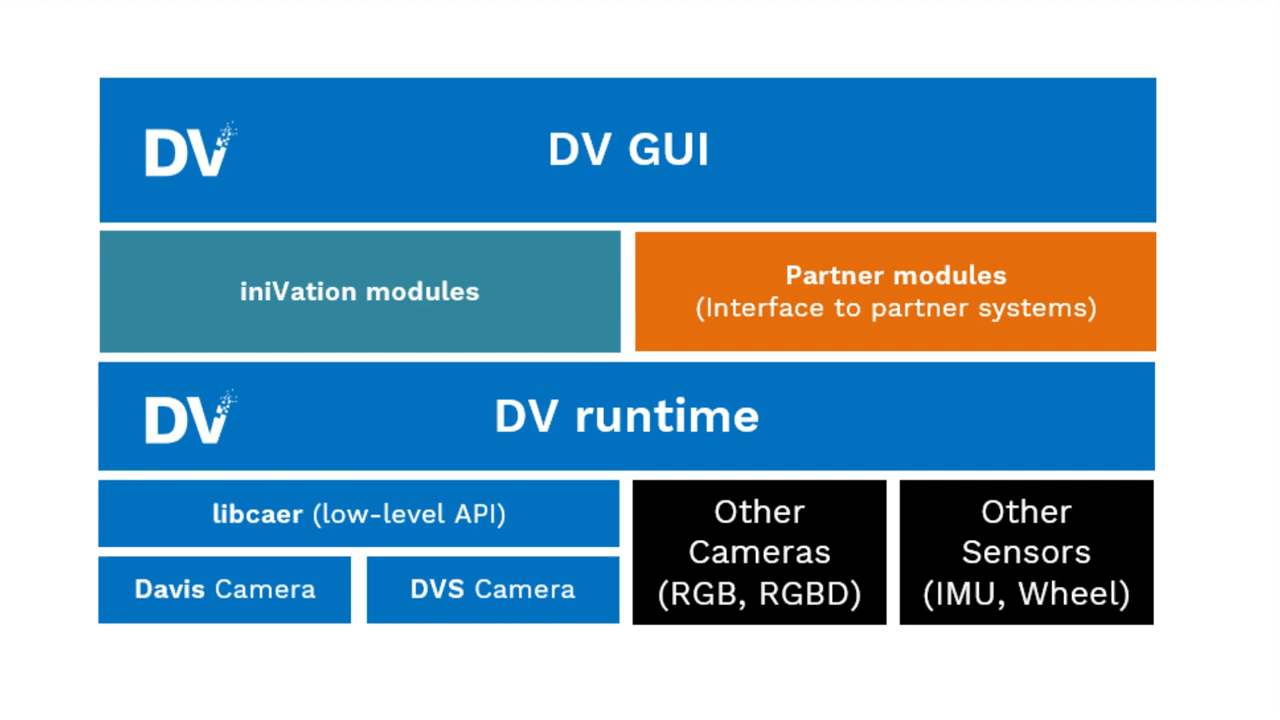 DV
DV GUI
iniVation modules
Partner modules
(Interface to partner systems)
DV
DV runtime
libcaer (low-level API)
Davis Camera
DVS Camera
Other
Cameras
(RGB, RGBD)
Other
Sensors
(IMU, Wheel)